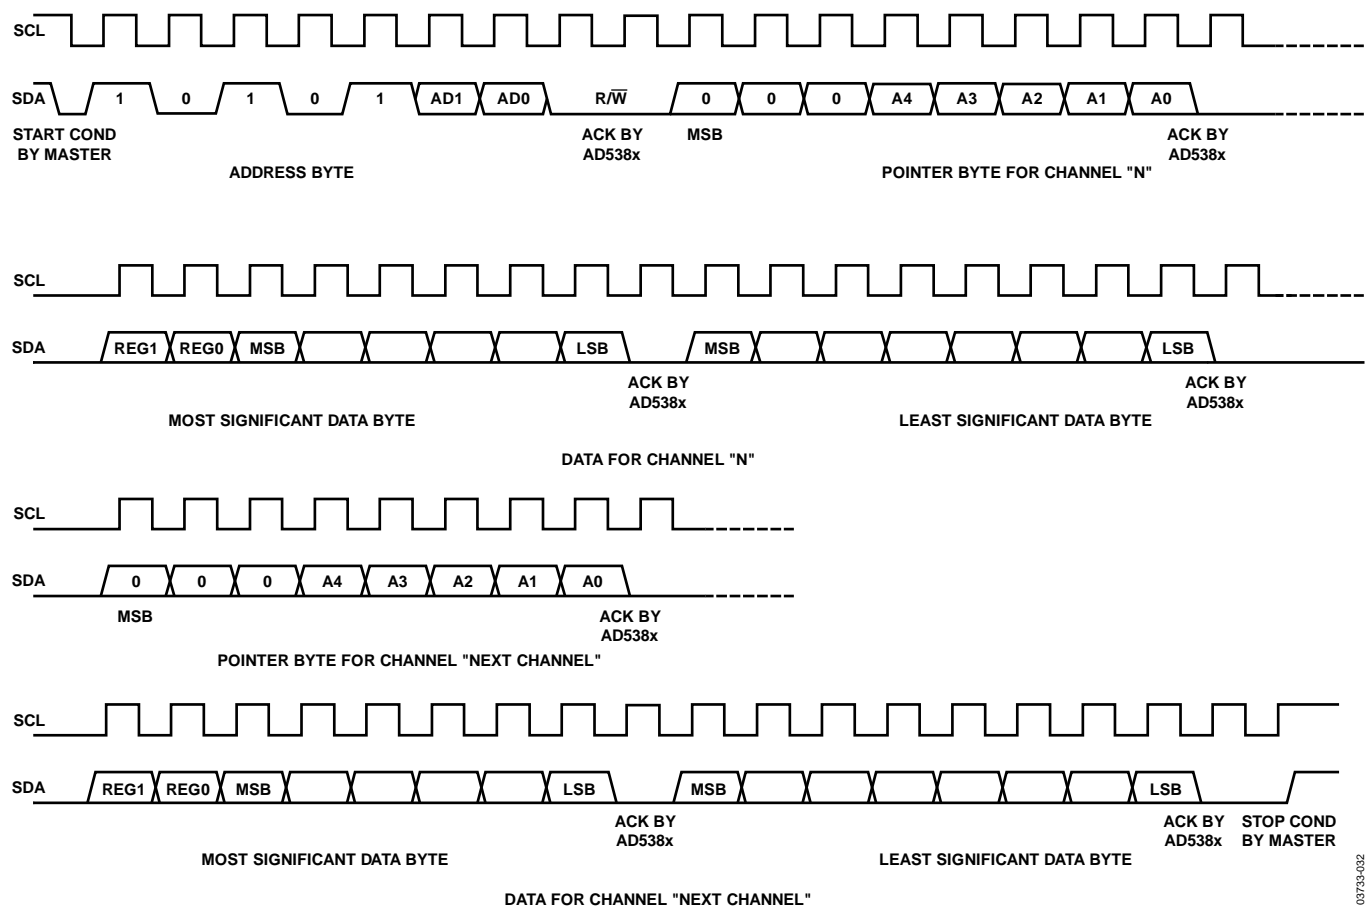 SCL
SDA 1 0 1 0 1 AD1 AD0 R/W̅ 0 0 0 A4 A3 A2 A1 A0
START COND BY MASTER
ACK BY AD538x
MSB
ACK BY AD538x
ADDRESS BYTE
POINTER BYTE FOR CHANNEL "N"
SCL
SDA REG1 REG0 MSB LSB MSB LSB
ACK BY AD538x
ACK BY AD538x
MOST SIGNIFICANT DATA BYTE
LEAST SIGNIFICANT DATA BYTE
DATA FOR CHANNEL "N"
SCL
SDA 0 0 0 A4 A3 A2 A1 A0
MSB
ACK BY AD538x
POINTER BYTE FOR CHANNEL "NEXT CHANNEL"
SCL
SDA REG1 REG0 MSB LSB MSB LSB
ACK BY AD538x
ACK BY AD538x
STOP COND BY MASTER
MOST SIGNIFICANT DATA BYTE
LEAST SIGNIFICANT DATA BYTE
DATA FOR CHANNEL "NEXT CHANNEL"
03733-032